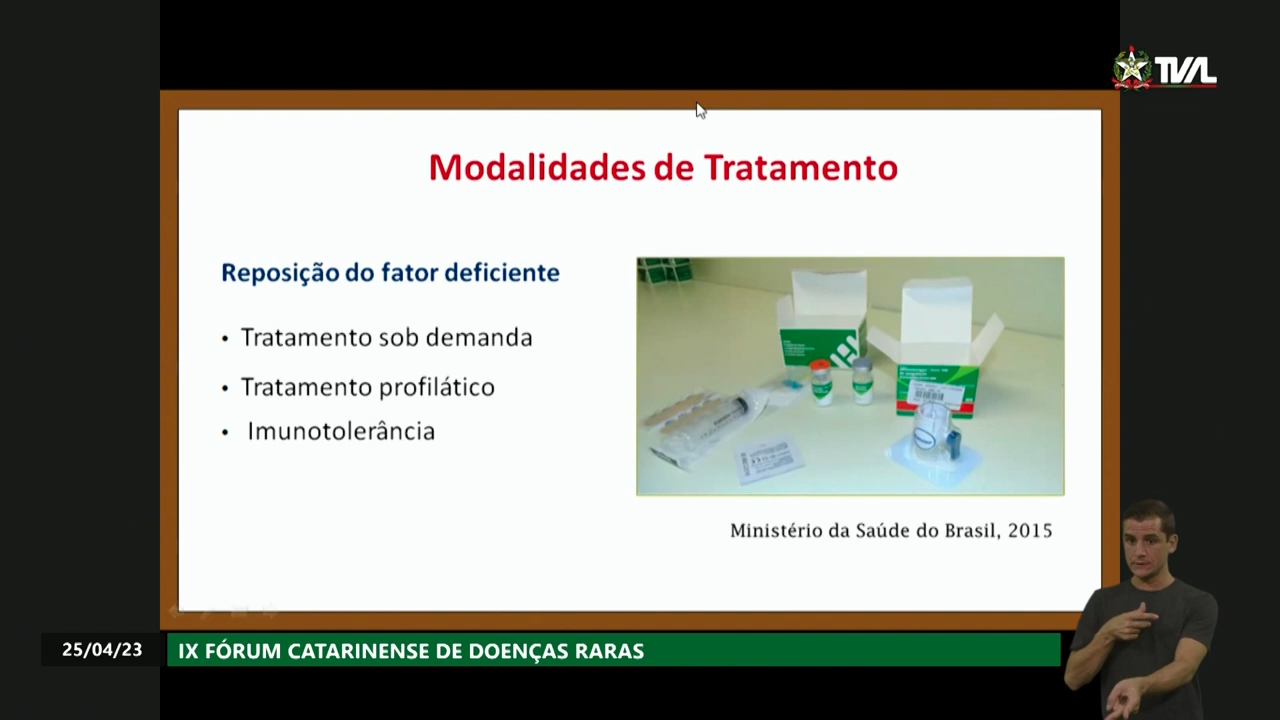 TVAL
Modalidades de Tratamento
Reposição do fator deficiente
• Tratamento sob demanda
• Tratamento profilático
• Imunotolerância
Ministério da Saúde do Brasil, 2015
25/04/23
IX FÓRUM CATARINENSE DE DOENÇAS RARAS